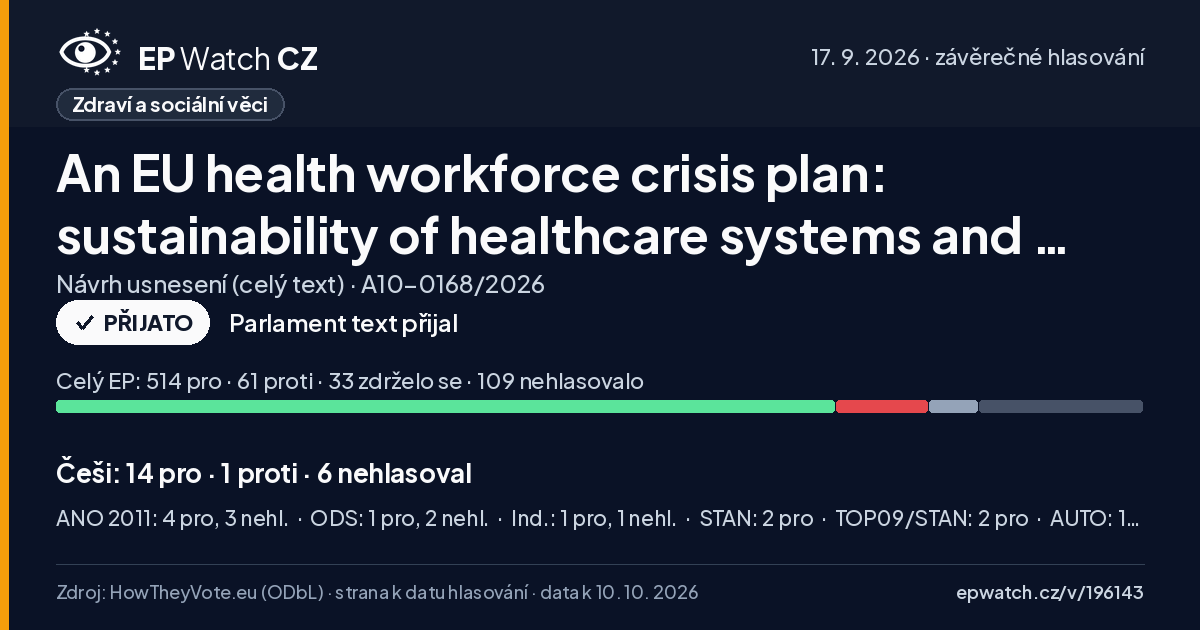 EP Watch CZ
17. 9. 2026 · závěrečné hlasování
Zdraví a sociální věci
An EU health workforce crisis plan:
sustainability of healthcare systems and …
Návrh usnesení (celý text) · A10–0168/2026
✓ PŘIJATO Parlament text přijal
Celý EP: 514 pro · 61 proti · 33 zdrželo se · 109 nehlasovalo
Češi: 14 pro · 1 proti · 6 nehlasoval
ANO 2011: 4 pro, 3 nehl. · ODS: 1 pro, 2 nehl. · Ind.: 1 pro, 1 nehl. · STAN: 2 pro · TOP09/STAN: 2 pro · AUTO: 1…
Zdroj: HowTheyVote.eu (ODbL) · strana k datu hlasování · data k 10. 10. 2026
epwatch.cz/v/196143